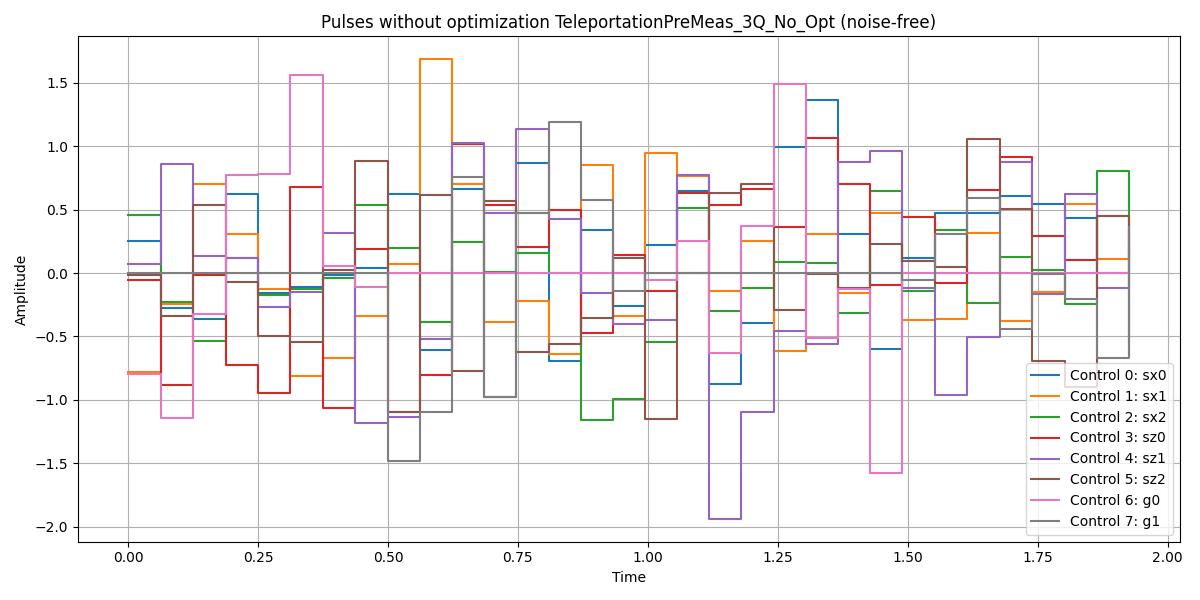 Pulses without optimization TeleportationPreMeas_3Q_No_Opt (noise-free)
Amplitude
1.5
1.0
0.5
0.0
−0.5
−1.0
−1.5
−2.0
Control 0: sx0
Control 1: sx1
Control 2: sx2
Control 3: sz0
Control 4: sz1
Control 5: sz2
Control 6: g0
Control 7: g1
0.00 0.25 0.50 0.75 1.00 1.25 1.50 1.75 2.00
Time